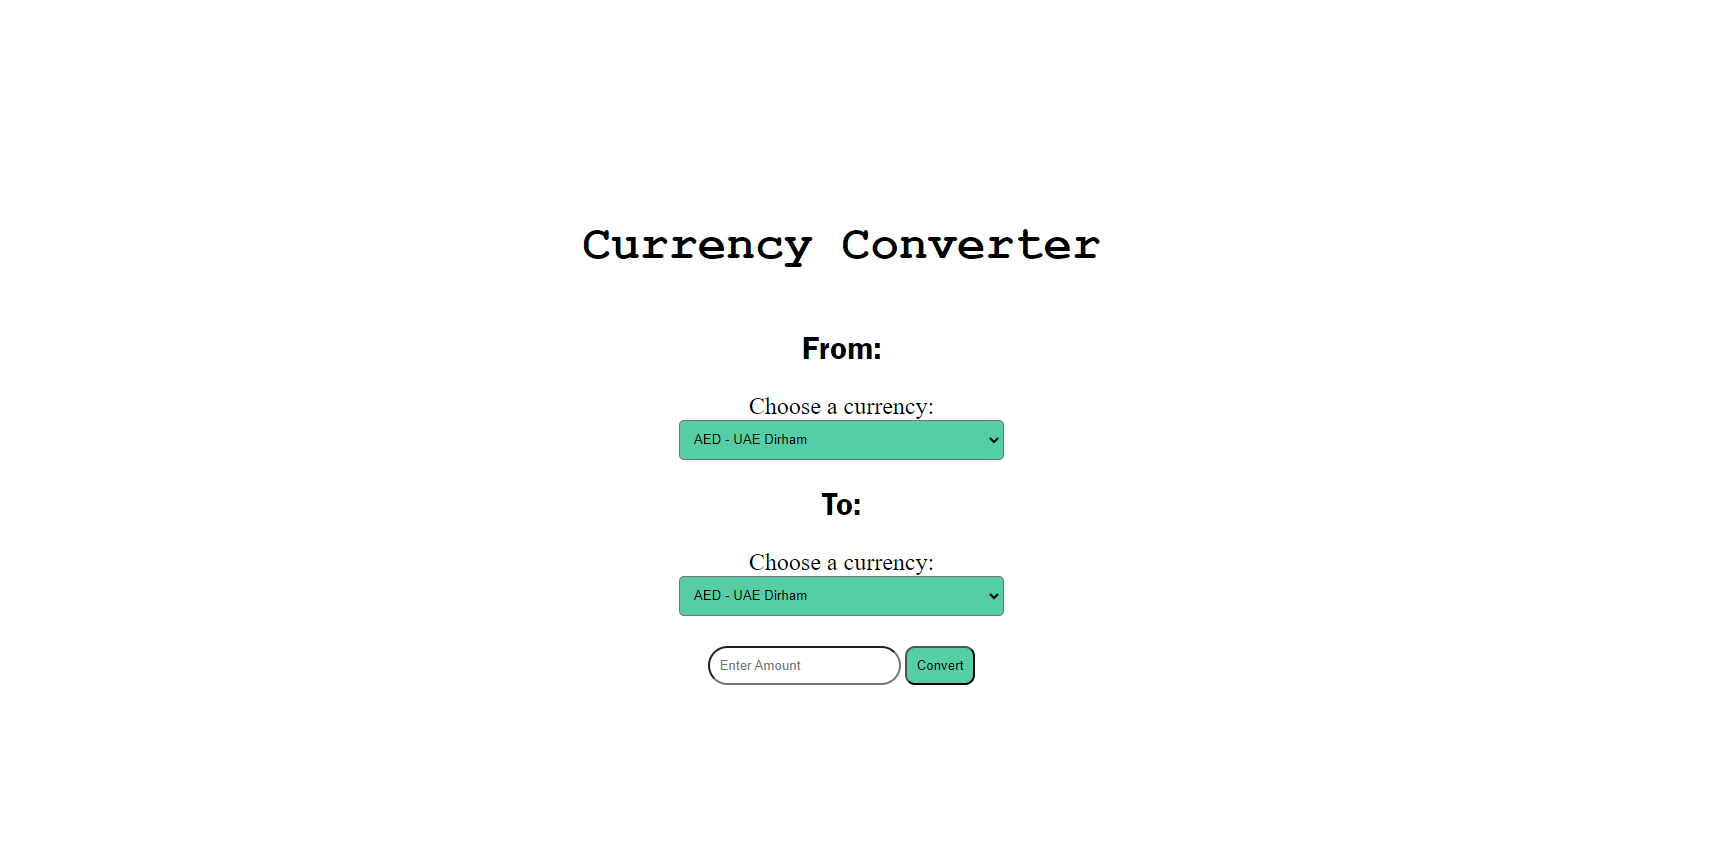 Currency Converter
From:
Choose a currency:
AED - UAE Dirham
To:
Choose a currency:
AED - UAE Dirham
Enter Amount Convert